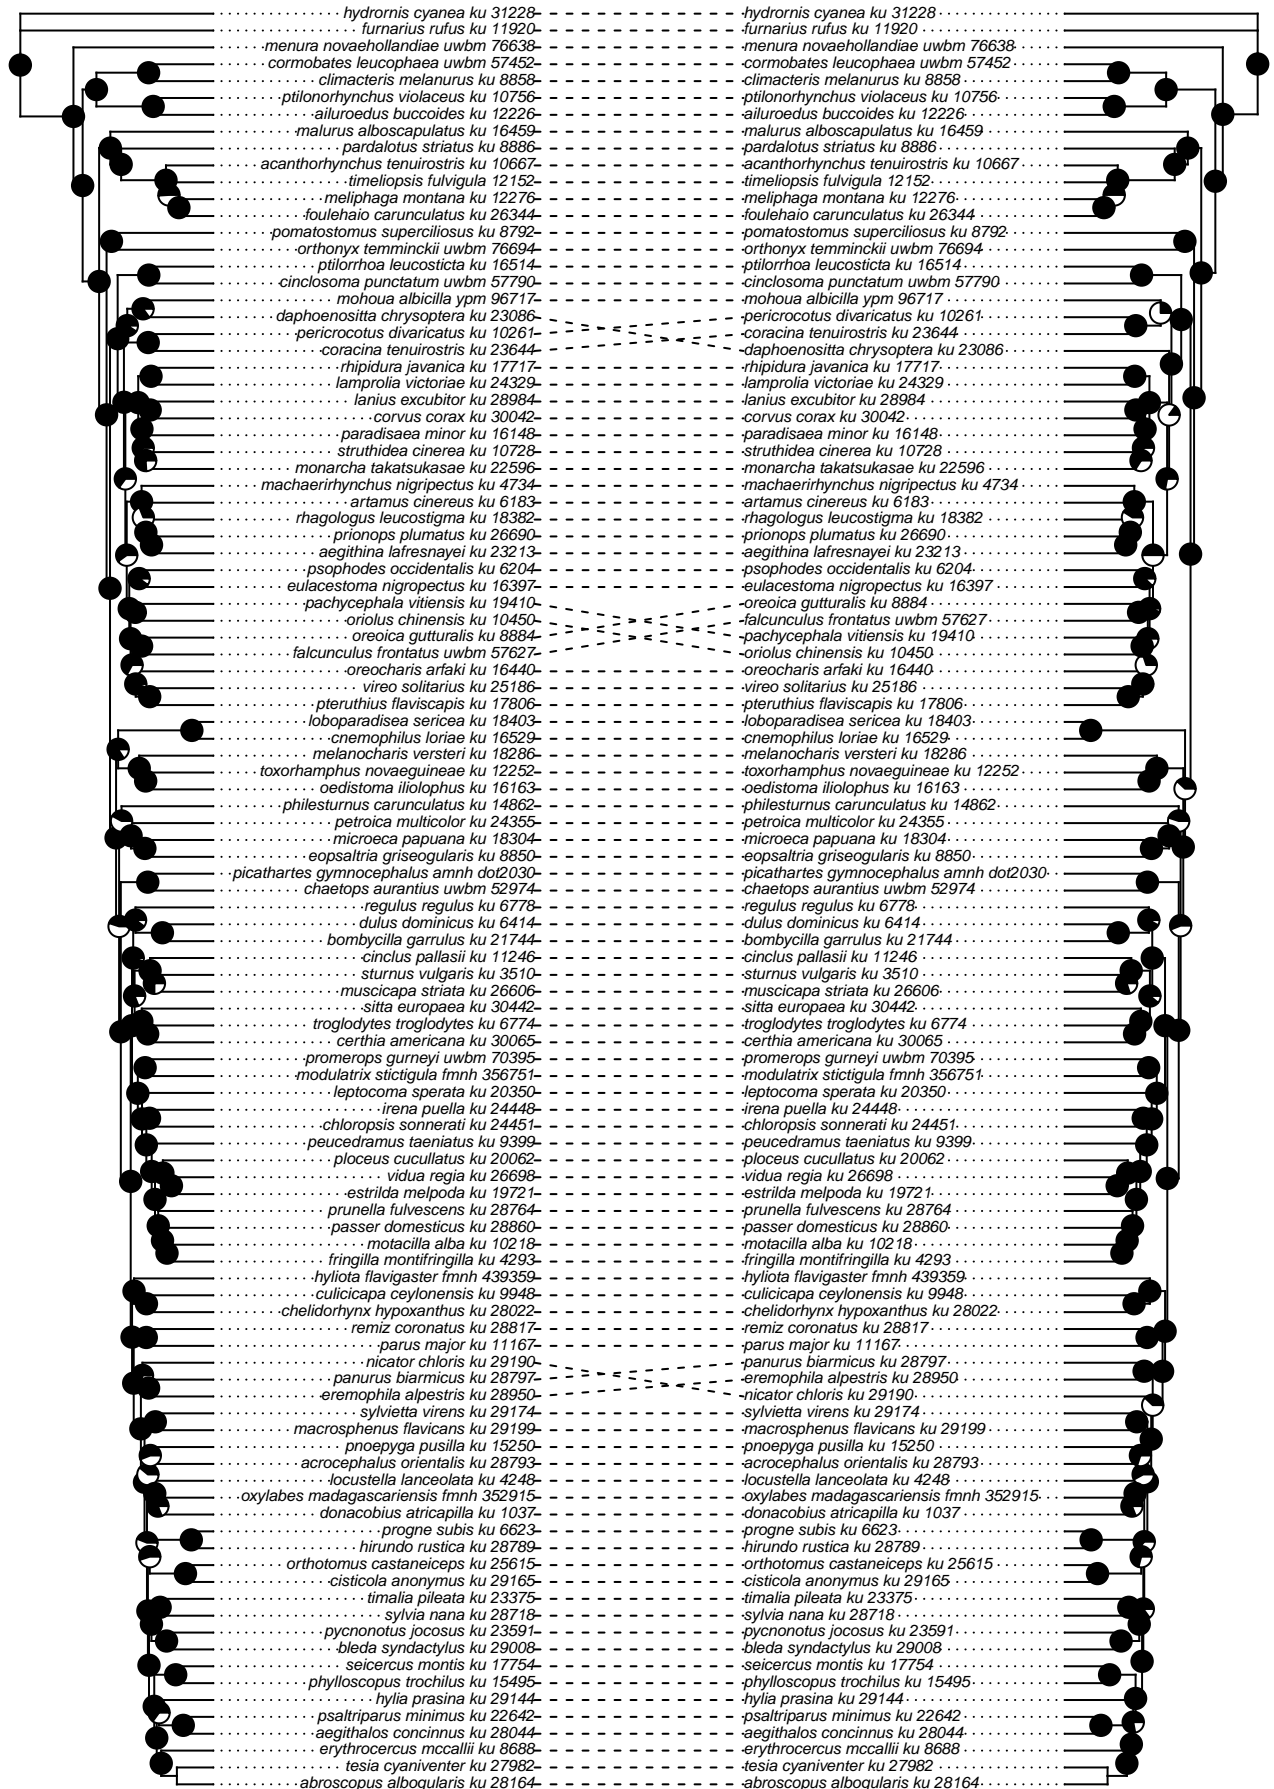 hydrornis cyanea ku 31228 hydrornis cyanea ku 31228
furnarius rufus ku 11920 furnarius rufus ku 11920
menura novaehollandiae uwbm 76638 menura novaehollandiae uwbm 76638
cormobates leucophaea uwbm 57452 cormobates leucophaea uwbm 57452
climacteris melanurus ku 8858 climacteris melanurus ku 8858
ptilonorhynchus violaceus ku 10756 ptilonorhynchus violaceus ku 10756
ailuroedus buccoides ku 12226 ailuroedus buccoides ku 12226
malurus alboscapulatus ku 16459 malurus alboscapulatus ku 16459
pardalotus striatus ku 8886 pardalotus striatus ku 8886
acanthorhynchus tenuirostris ku 10667 acanthorhynchus tenuirostris ku 10667
timeliopsis fulvigula 12152 timeliopsis fulvigula 12152
meliphaga montana ku 12276 meliphaga montana ku 12276
foulehaio carunculatus ku 26344 foulehaio carunculatus ku 26344
pomatostomus superciliosus ku 8792 pomatostomus superciliosus ku 8792
orthonyx temminckii uwbm 76694 orthonyx temminckii uwbm 76694
ptilorrhoa leucosticta ku 16514 ptilorrhoa leucosticta ku 16514
cinclosoma punctatum uwbm 57790 cinclosoma punctatum uwbm 57790
mohoua albicilla ypm 96717 mohoua albicilla ypm 96717
daphoenositta chrysoptera ku 23086 pericrocotus divaricatus ku 10261
pericrocotus divaricatus ku 10261 coracina tenuirostris ku 23644
coracina tenuirostris ku 23644 daphoenositta chrysoptera ku 23086
rhipidura javanica ku 17717 rhipidura javanica ku 17717
lamprolia victoriae ku 24329 lamprolia victoriae ku 24329
lanius excubitor ku 28984 lanius excubitor ku 28984
corvus corax ku 30042 corvus corax ku 30042
paradisaea minor ku 16148 paradisaea minor ku 16148
struthidea cinerea ku 10728 struthidea cinerea ku 10728
monarcha takatsukasae ku 22596 monarcha takatsukasae ku 22596
machaerirhynchus nigripectus ku 4734 machaerirhynchus nigripectus ku 4734
artamus cinereus ku 6183 artamus cinereus ku 6183
rhagologus leucostigma ku 18382 rhagologus leucostigma ku 18382
prionops plumatus ku 26690 prionops plumatus ku 26690
aegithina lafresnayei ku 23213 aegithina lafresnayei ku 23213
psophodes occidentalis ku 6204 psophodes occidentalis ku 6204
eulacestoma nigropectus ku 16397 eulacestoma nigropectus ku 16397
pachycephala vitiensis ku 19410 oreoica gutturalis ku 8884
oriolus chinensis ku 10450 falcunculus frontatus uwbm 57627
oreoica gutturalis ku 8884 pachycephala vitiensis ku 19410
falcunculus frontatus uwbm 57627 oriolus chinensis ku 10450
oreocharis arfaki ku 16440 oreocharis arfaki ku 16440
vireo solitarius ku 25186 vireo solitarius ku 25186
pteruthius flaviscapis ku 17806 pteruthius flaviscapis ku 17806
loboparadisea sericea ku 18403 loboparadisea sericea ku 18403
cnemophilus loriae ku 16529 cnemophilus loriae ku 16529
melanocharis versteri ku 18286 melanocharis versteri ku 18286
toxorhamphus novaeguineae ku 12252 toxorhamphus novaeguineae ku 12252
oedistoma iliolophus ku 16163 oedistoma iliolophus ku 16163
philesturnus carunculatus ku 14862 philesturnus carunculatus ku 14862
petroica multicolor ku 24355 petroica multicolor ku 24355
microeca papuana ku 18304 microeca papuana ku 18304
eopsaltria griseogularis ku 8850 eopsaltria griseogularis ku 8850
picathartes gymnocephalus amnh dot2030 picathartes gymnocephalus amnh dot2030
chaetops aurantius uwbm 52974 chaetops aurantius uwbm 52974
regulus regulus ku 6778 regulus regulus ku 6778
dulus dominicus ku 6414 dulus dominicus ku 6414
bombycilla garrulus ku 21744 bombycilla garrulus ku 21744
cinclus pallasii ku 11246 cinclus pallasii ku 11246
sturnus vulgaris ku 3510 sturnus vulgaris ku 3510
muscicapa striata ku 26606 muscicapa striata ku 26606
sitta europaea ku 30442 sitta europaea ku 30442
troglodytes troglodytes ku 6774 troglodytes troglodytes ku 6774
certhia americana ku 30065 certhia americana ku 30065
promerops gurneyi uwbm 70395 promerops gurneyi uwbm 70395
modulatrix stictigula fmnh 356751 modulatrix stictigula fmnh 356751
leptocoma sperata ku 20350 leptocoma sperata ku 20350
irena puella ku 24448 irena puella ku 24448
chloropsis sonnerati ku 24451 chloropsis sonnerati ku 24451
peucedramus taeniatus ku 9399 peucedramus taeniatus ku 9399
ploceus cucullatus ku 20062 ploceus cucullatus ku 20062
vidua regia ku 26698 vidua regia ku 26698
estrilda melpoda ku 19721 estrilda melpoda ku 19721
prunella fulvescens ku 28764 prunella fulvescens ku 28764
passer domesticus ku 28860 passer domesticus ku 28860
motacilla alba ku 10218 motacilla alba ku 10218
fringilla montifringilla ku 4293 fringilla montifringilla ku 4293
hyliota flavigaster fmnh 439359 hyliota flavigaster fmnh 439359
culicicapa ceylonensis ku 9948 culicicapa ceylonensis ku 9948
chelidorhynx hypoxanthus ku 28022 chelidorhynx hypoxanthus ku 28022
remiz coronatus ku 28817 remiz coronatus ku 28817
parus major ku 11167 parus major ku 11167
nicator chloris ku 29190 panurus biarmicus ku 28797
panurus biarmicus ku 28797 eremophila alpestris ku 28950
eremophila alpestris ku 28950 nicator chloris ku 29190
sylvietta virens ku 29174 sylvietta virens ku 29174
macrosphenus flavicans ku 29199 macrosphenus flavicans ku 29199
pnoepyga pusilla ku 15250 pnoepyga pusilla ku 15250
acrocephalus orientalis ku 28793 acrocephalus orientalis ku 28793
locustella lanceolata ku 4248 locustella lanceolata ku 4248
oxylabes madagascariensis fmnh 352915 oxylabes madagascariensis fmnh 352915
donacobius atricapilla ku 1037 donacobius atricapilla ku 1037
progne subis ku 6623 progne subis ku 6623
hirundo rustica ku 28789 hirundo rustica ku 28789
orthotomus castaneiceps ku 25615 orthotomus castaneiceps ku 25615
cisticola anonymus ku 29165 cisticola anonymus ku 29165
timalia pileata ku 23375 timalia pileata ku 23375
sylvia nana ku 28718 sylvia nana ku 28718
pycnonotus jocosus ku 23591 pycnonotus jocosus ku 23591
bleda syndactylus ku 29008 bleda syndactylus ku 29008
seicercus montis ku 17754 seicercus montis ku 17754
phylloscopus trochilus ku 15495 phylloscopus trochilus ku 15495
hylia prasina ku 29144 hylia prasina ku 29144
psaltriparus minimus ku 22642 psaltriparus minimus ku 22642
aegithalos concinnus ku 28044 aegithalos concinnus ku 28044
erythrocercus mccallii ku 8688 erythrocercus mccallii ku 8688
tesia cyaniventer ku 27982 tesia cyaniventer ku 27982
abroscopus albogularis ku 28164 abroscopus albogularis ku 28164